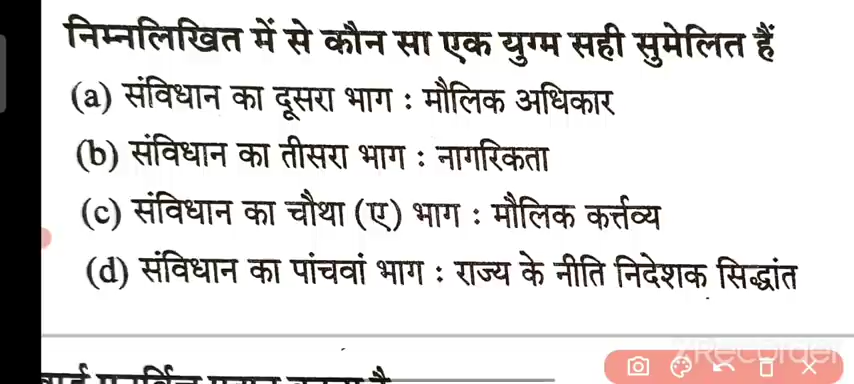 निम्नलिखित में से कौन सा एक युग्म सही सुमेलित हैं
(a) संविधान का दूसरा भाग : मौलिक अधिकार
(b) संविधान का तीसरा भाग : नागरिकता
(c) संविधान का चौथा (ए) भाग : मौलिक कर्त्तव्य
(d) संविधान का पांचवां भाग : राज्य के नीति निदेशक सिद्धांत